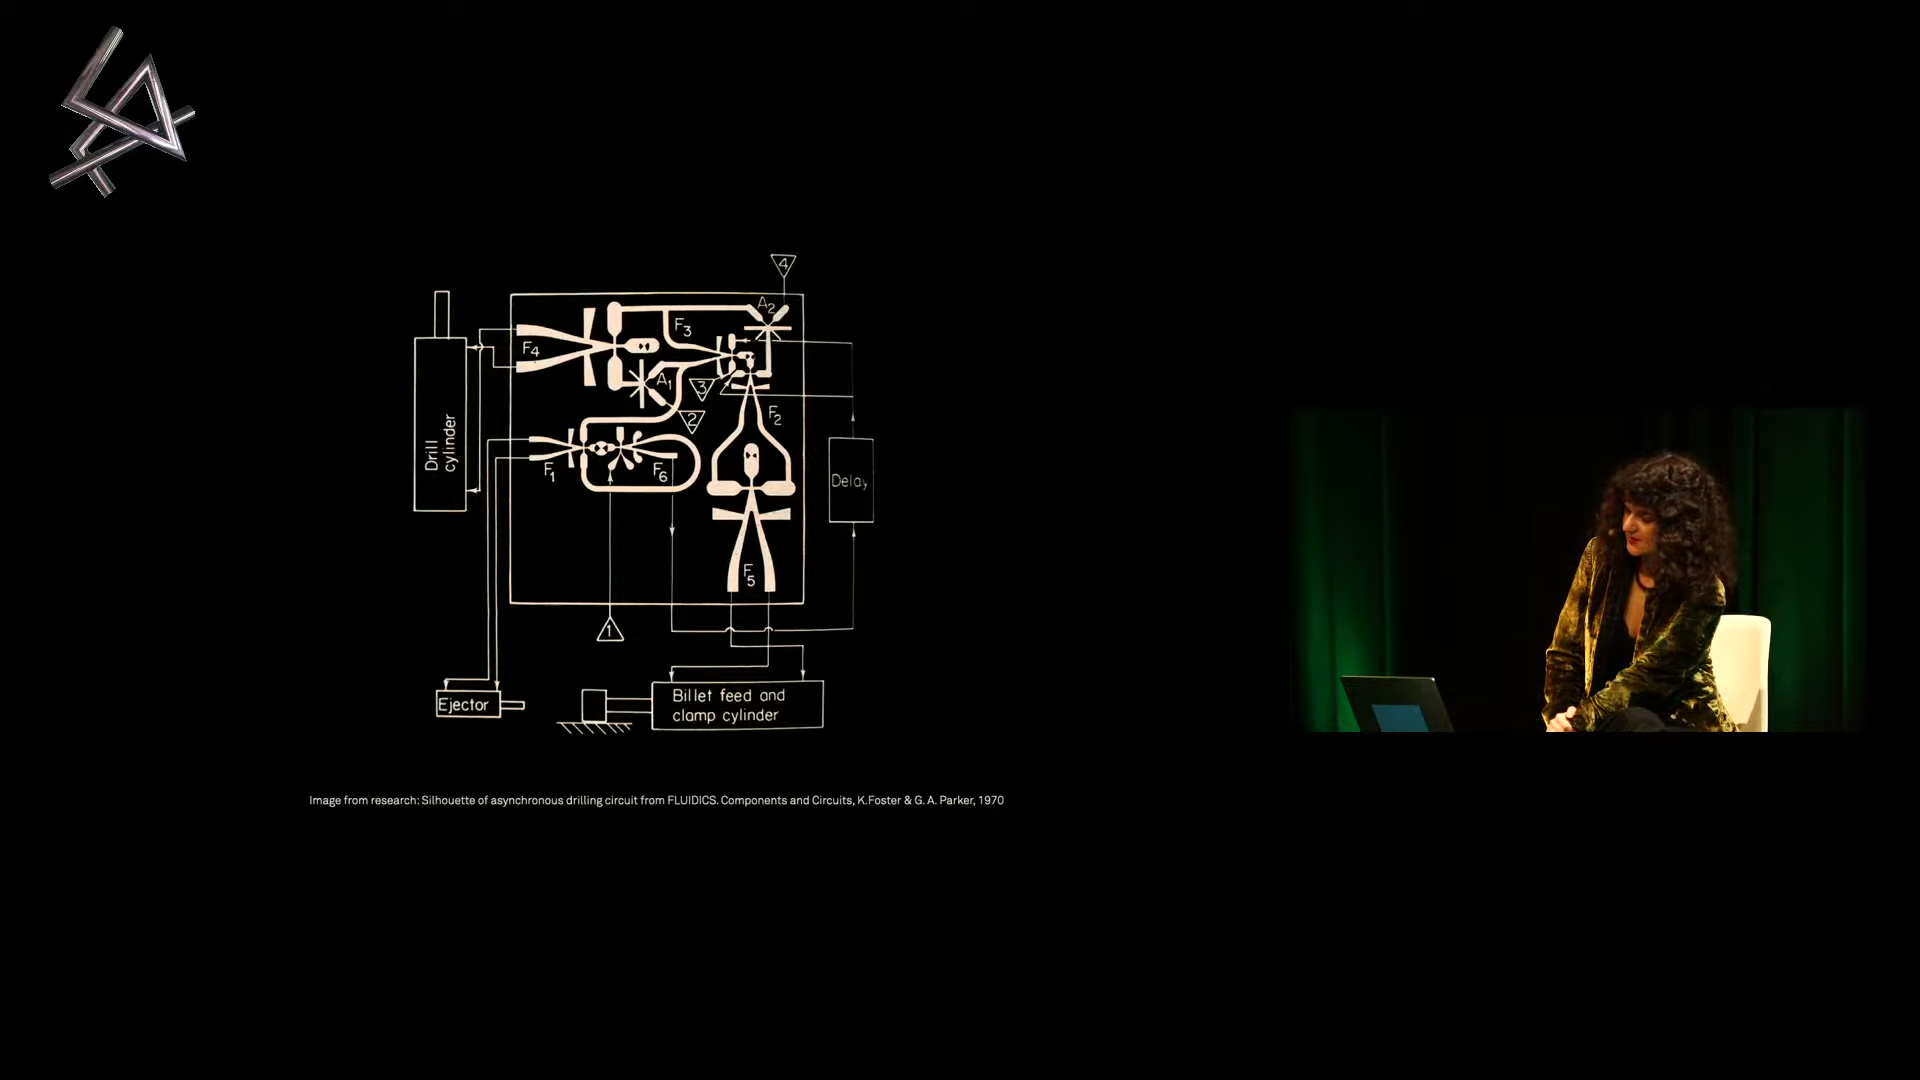 4
A2
F3
F4
A1
3
2
F2
Drill
cylinder
F1
F6
Delay
F5
1
Ejector
Billet feed and
clamp cylinder
Image from research: Silhouette of asynchronous drilling circuit from FLUIDICS. Components and Circuits, K.Foster & G. A. Parker, 1970